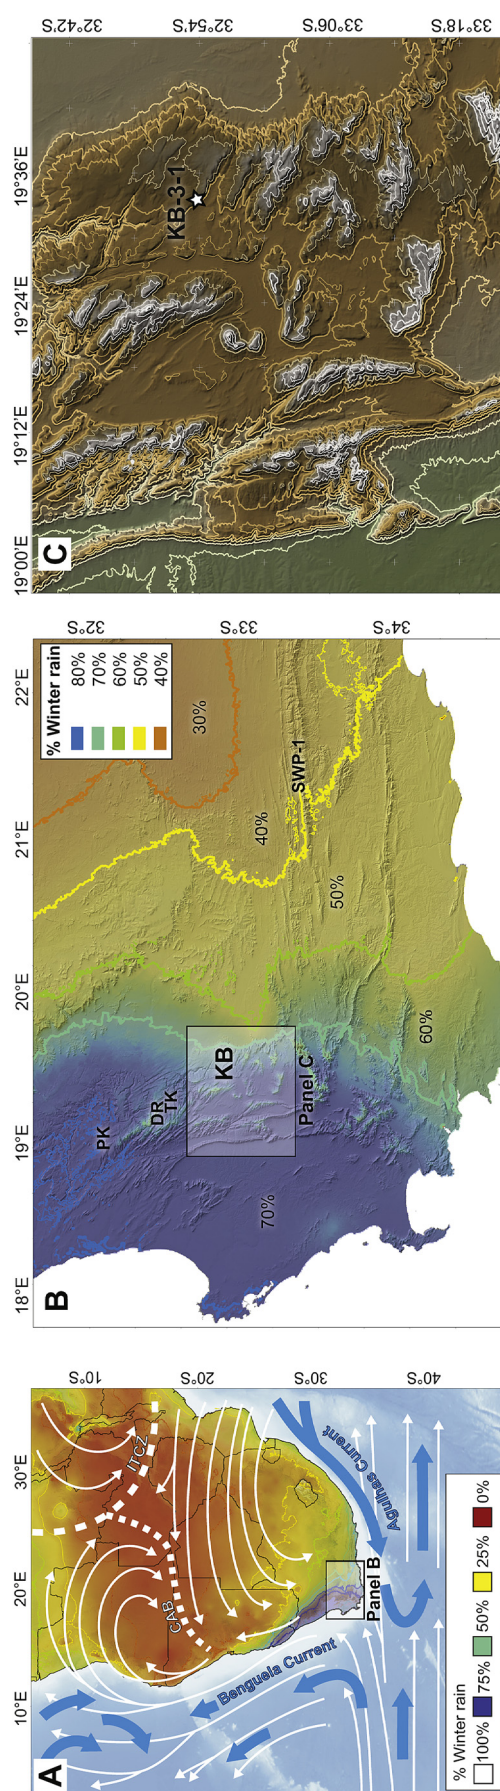 A
10°E
20°E
30°E
10°S
20°S
30°S
40°S
ITCZ
CAB
Benguela Current
Agulhas Current
Panel B
% Winter rain
100%
75%
50%
25%
0%
B
18°E
19°E
20°E
21°E
22°E
32°S
33°S
34°S
% Winter rain
80%
70%
60%
50%
40%
PK
DR
TK
KB
Panel C
SWP-1
70%
60%
50%
40%
30%
C
19°00'E
19°12'E
19°24'E
19°36'E
32°42'S
32°54'S
33°06'S
33°18'S
KB-3-1